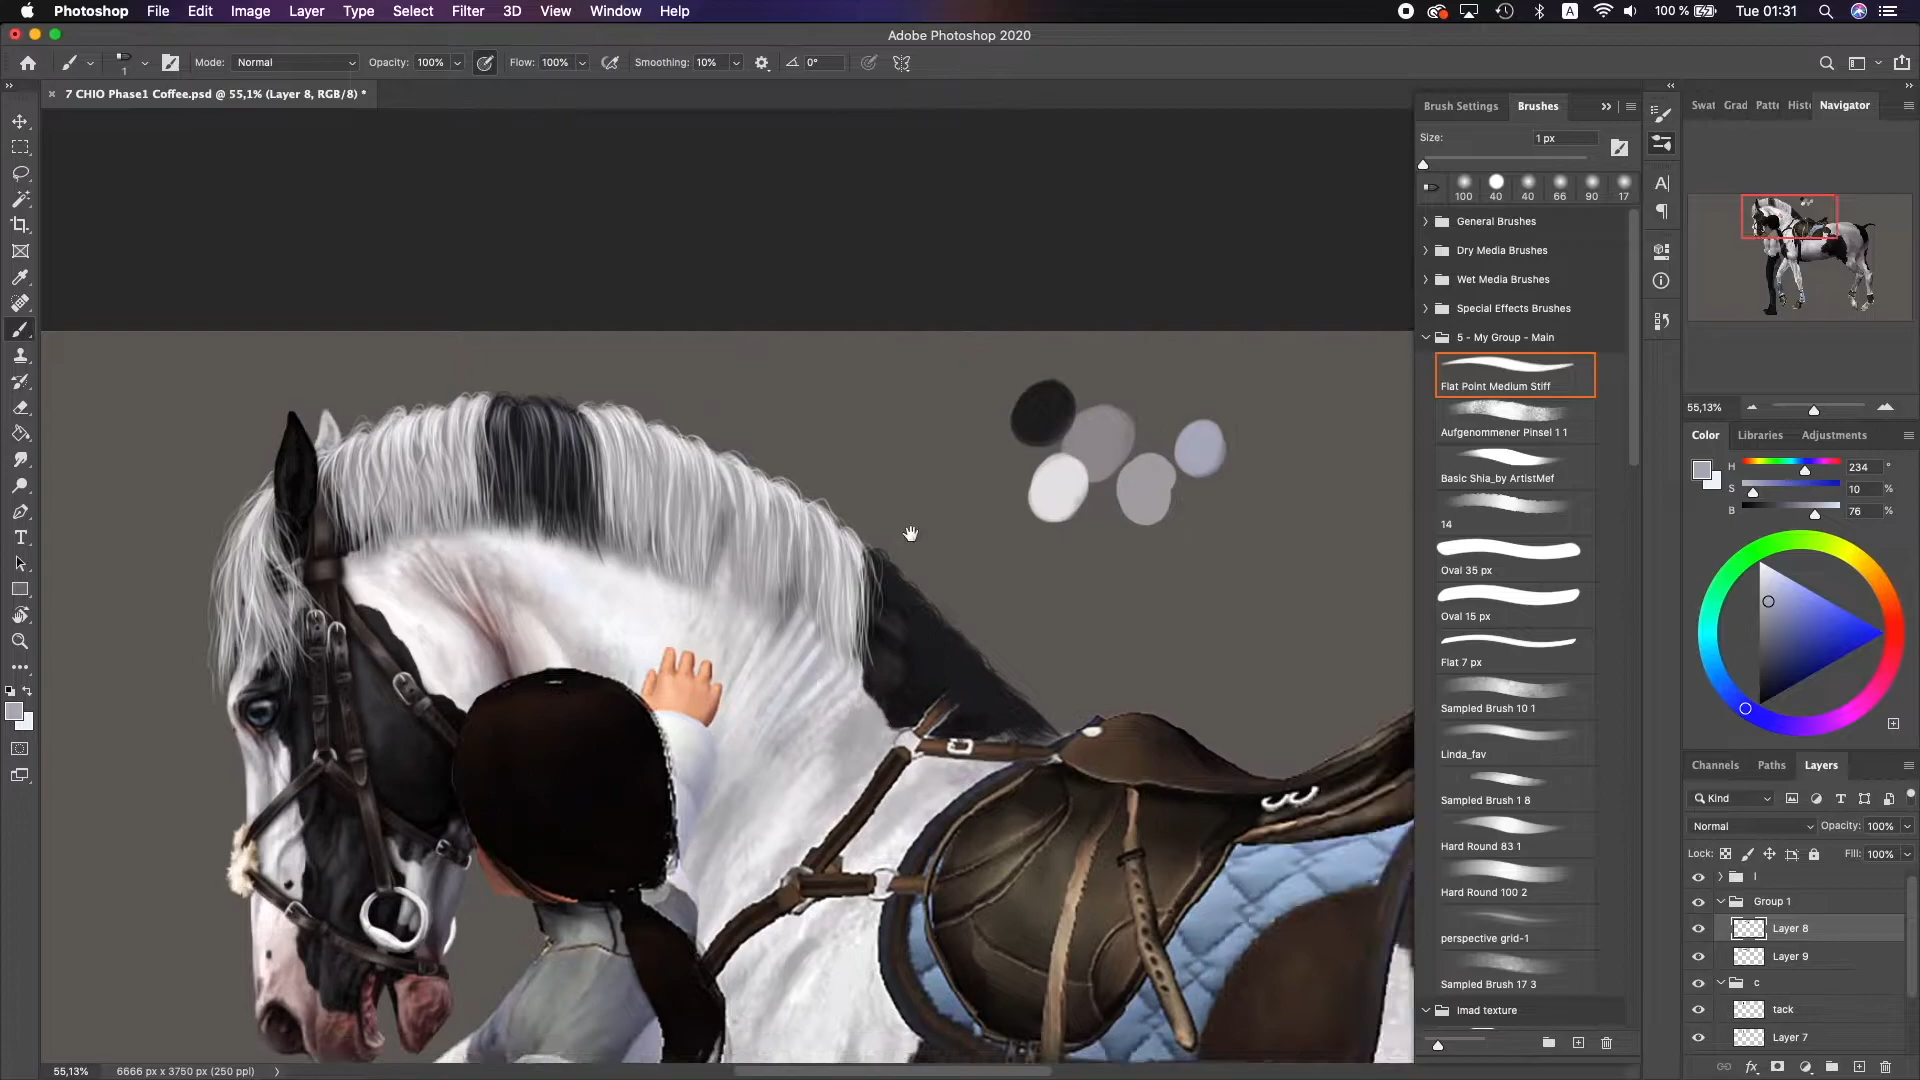 Photoshop File Edit Image Layer Type Select Filter 3D View Window Help 100 % Tue 01:31
Adobe Photoshop 2020
1 Mode: Normal Opacity: 100% Flow: 100% Smoothing: 10% 0°
7 CHIO Phase1 Coffee.psd @ 55,1% (Layer 8, RGB/8) *
Brush Settings Brushes
Swat Grad Patte Histo Navigator
Size: 1 px
100 40 40 66 90 17
General Brushes
Dry Media Brushes
Wet Media Brushes
Special Effects Brushes
5 - My Group - Main
Flat Point Medium Stiff
Aufgenommener Pinsel 1 1
Basic Shia_by ArtistMef
14
Oval 35 px
Oval 15 px
Flat 7 px
Sampled Brush 10 1
Linda_fav
Sampled Brush 1 8
Hard Round 83 1
Hard Round 100 2
perspective grid-1
Sampled Brush 17 3
Imad texture
55,13%
Color Libraries Adjustments
H 234 °
S 10 %
B 76 %
Channels Paths Layers
Kind
Normal Opacity: 100%
Lock: Fill: 100%
Group 1
Layer 8
Layer 9
c
tack
Layer 7
55,13% 6666 px x 3750 px (250 ppi)